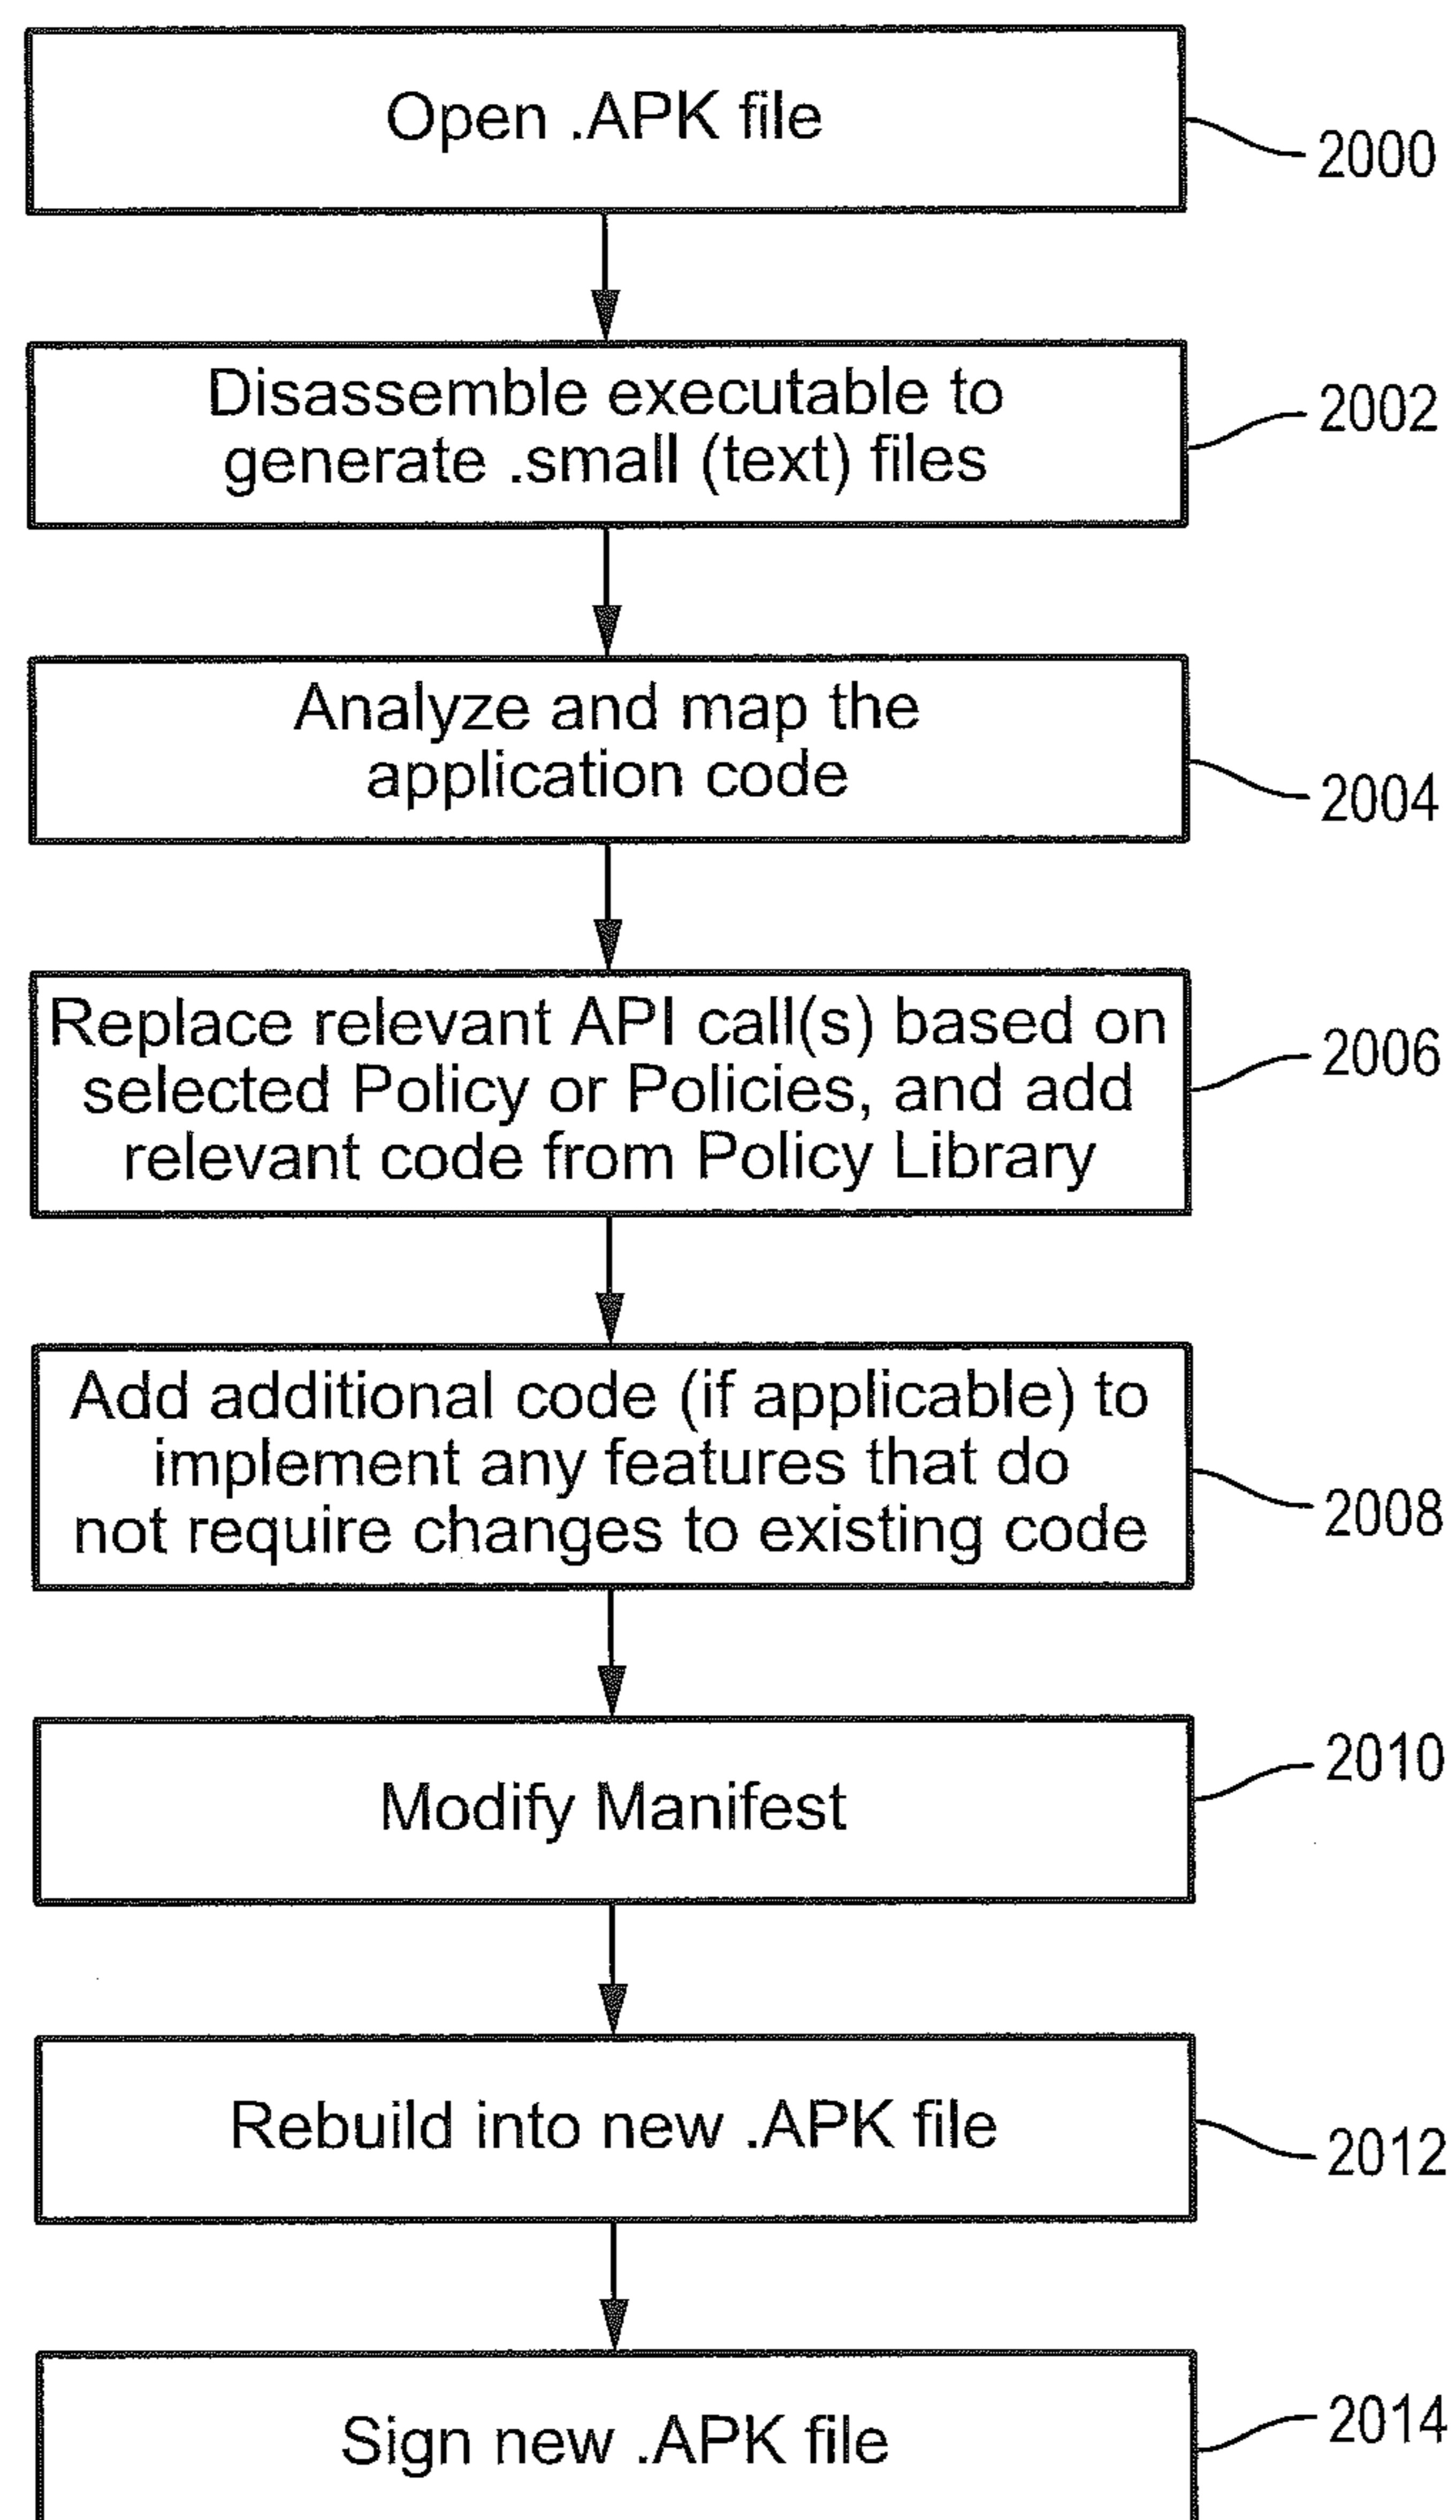 Open .APK file
2000
Disassemble executable to
generate .small (text) files
2002
Analyze and map the
application code
2004
Replace relevant API call(s) based on
selected Policy or Policies, and add
relevant code from Policy Library
2006
Add additional code (if applicable) to
implement any features that do
not require changes to existing code
2008
Modify Manifest
2010
Rebuild into new .APK file
2012
Sign new .APK file
2014